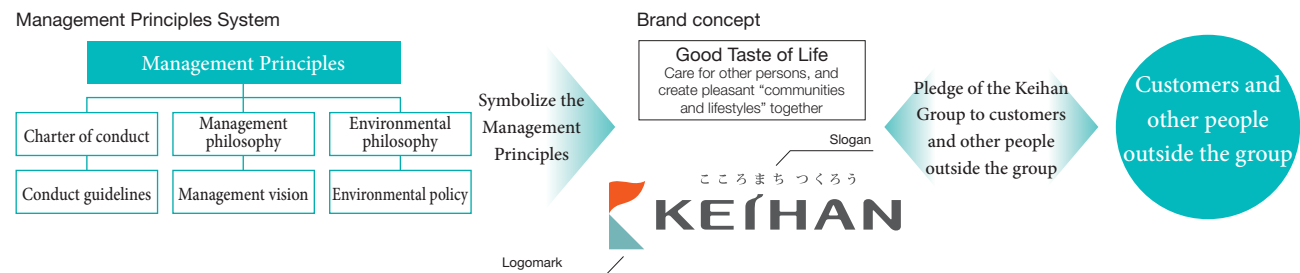 Management Principles System
Management Principles
Charter of conduct
Management
philosophy
Environmental
philosophy
Conduct guidelines
Management vision
Environmental policy
Symbolize the
Management
Principles
Brand concept
Good Taste of Life
Care for other persons, and
create pleasant “communities
and lifestyles” together
Slogan
こころまち つくろう
KEIHAN
Logomark
Pledge of the Keihan
Group to customers
and other people
outside the group
Customers and
other people
outside the group